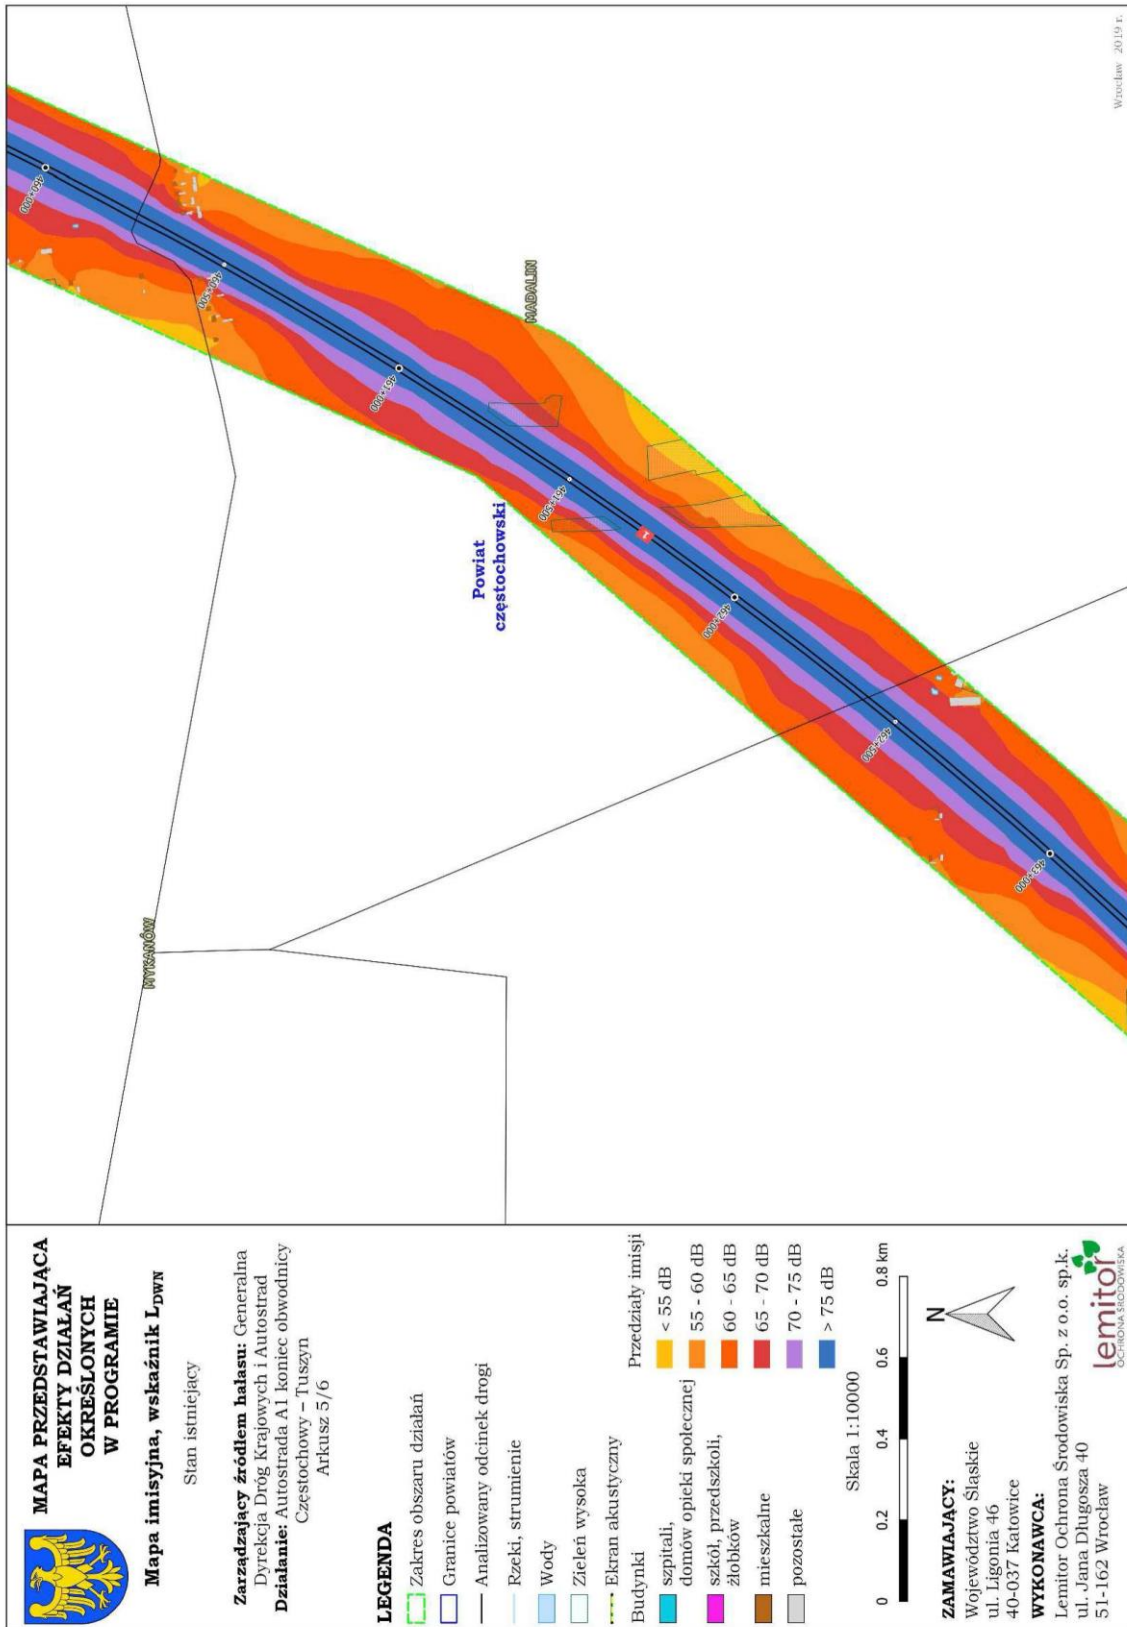 MAPA PRZEDSTAWIAJĄCA
EFEKTY DZIAŁAŃ
OKREŚLONYCH
W PROGRAMIE
Mapa imisyjna, wskaźnik L_DWN
Stan istniejący
Zarządzający źródłem hałasu: Generalna
Dyrekcja Dróg Krajowych i Autostrad
Działanie: Autostrada A1 koniec obwodnicy
Częstochowy – Tuszyn
Arkusz 5/6
LEGENDA
Zakres obszaru działań
Granice powiatów
Analizowany odcinek drogi
Rzeki, strumienie
Wody
Zieleń wysoka
Ekran akustyczny
Budynki
szpitali,
domów opieki społecznej
szkół, przedszkoli,
żłobków
mieszkalne
pozostałe
Przedziały imisji
< 55 dB
55 - 60 dB
60 - 65 dB
65 - 70 dB
70 - 75 dB
> 75 dB
Skala 1:10000
0 0.2 0.4 0.6 0.8 km
N
ZAMAWIAJĄCY:
Województwo Śląskie
ul. Ligonia 46
40-037 Katowice
WYKONAWCA:
Lemitor Ochrona Środowiska Sp. z o.o. sp.k.
ul. Jana Długosza 40
51-162 Wrocław
lemitor
OCHRONA ŚRODOWISKA
MYKANÓW
Powiat
częstochowski
MADALIN
460+000
460+500
461+000
461+500
462+000
462+500
463+000
Wrocław 2019 r.